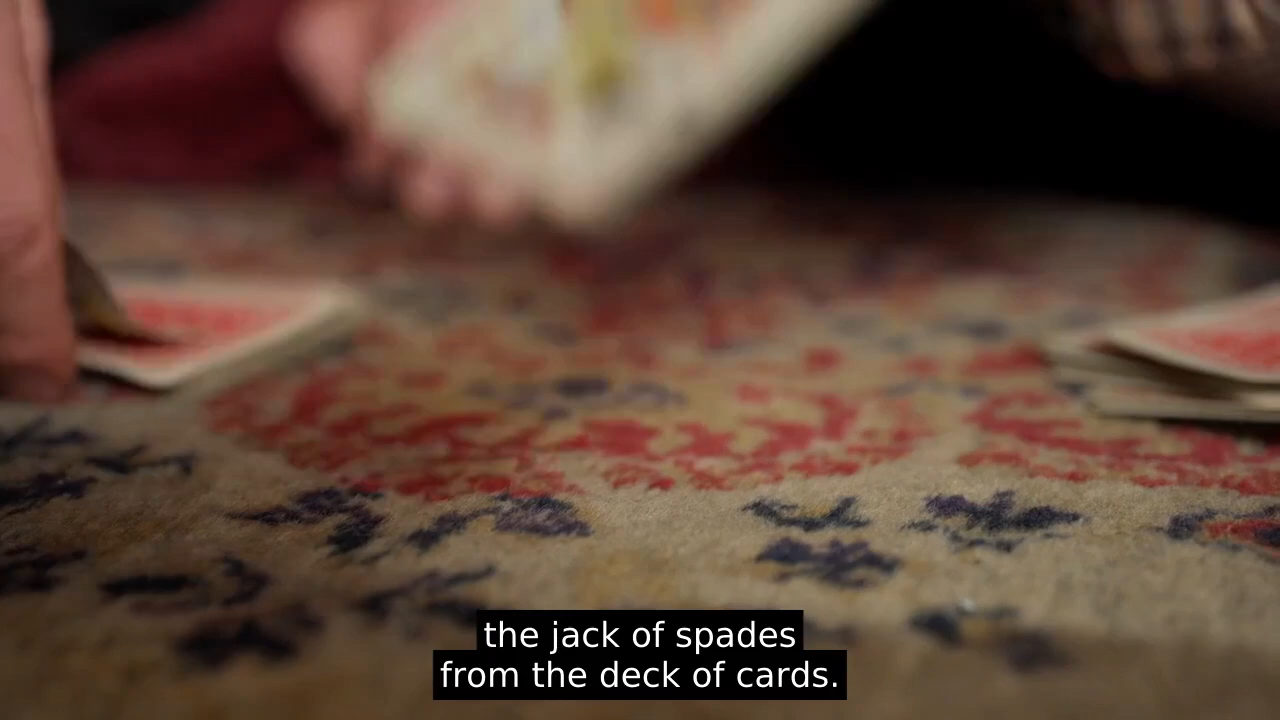 the jack of spades
from the deck of cards.